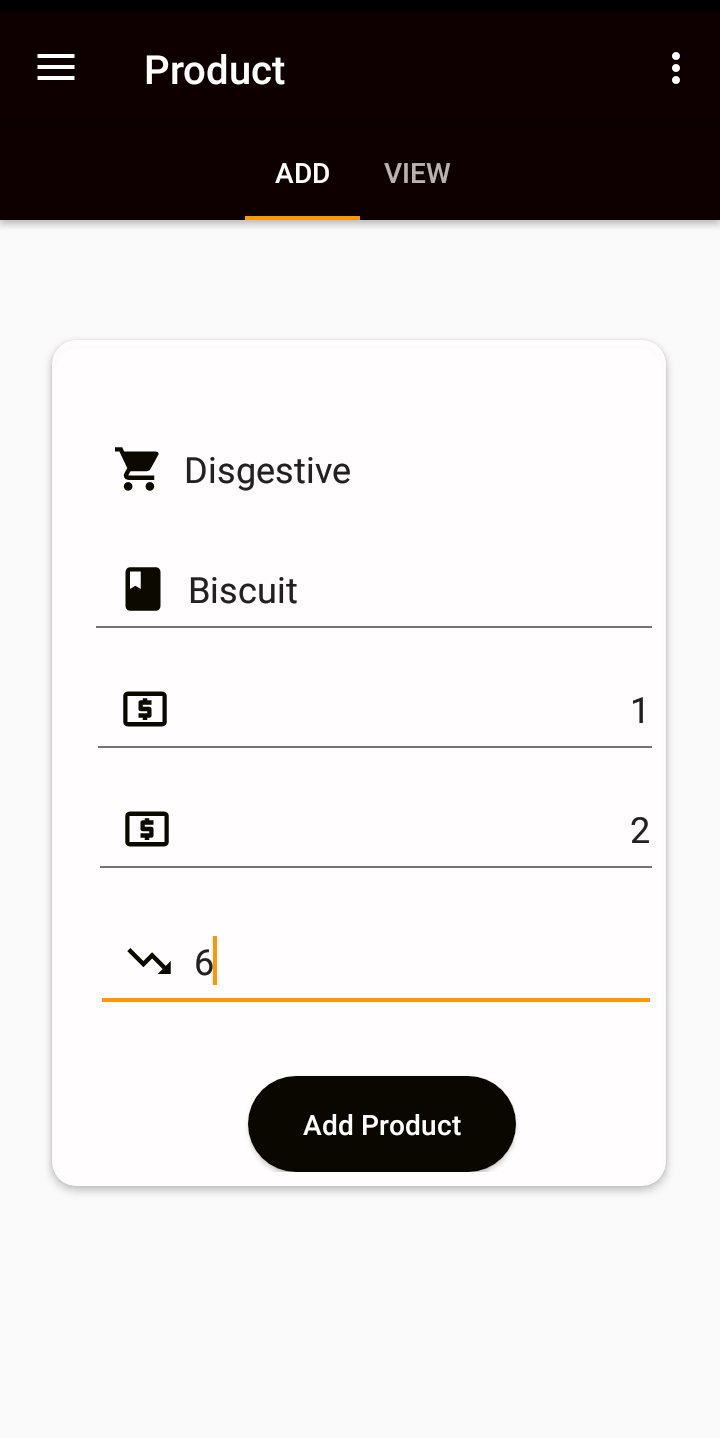 Product
ADD VIEW
Disgestive
Biscuit
1
2
6
Add Product